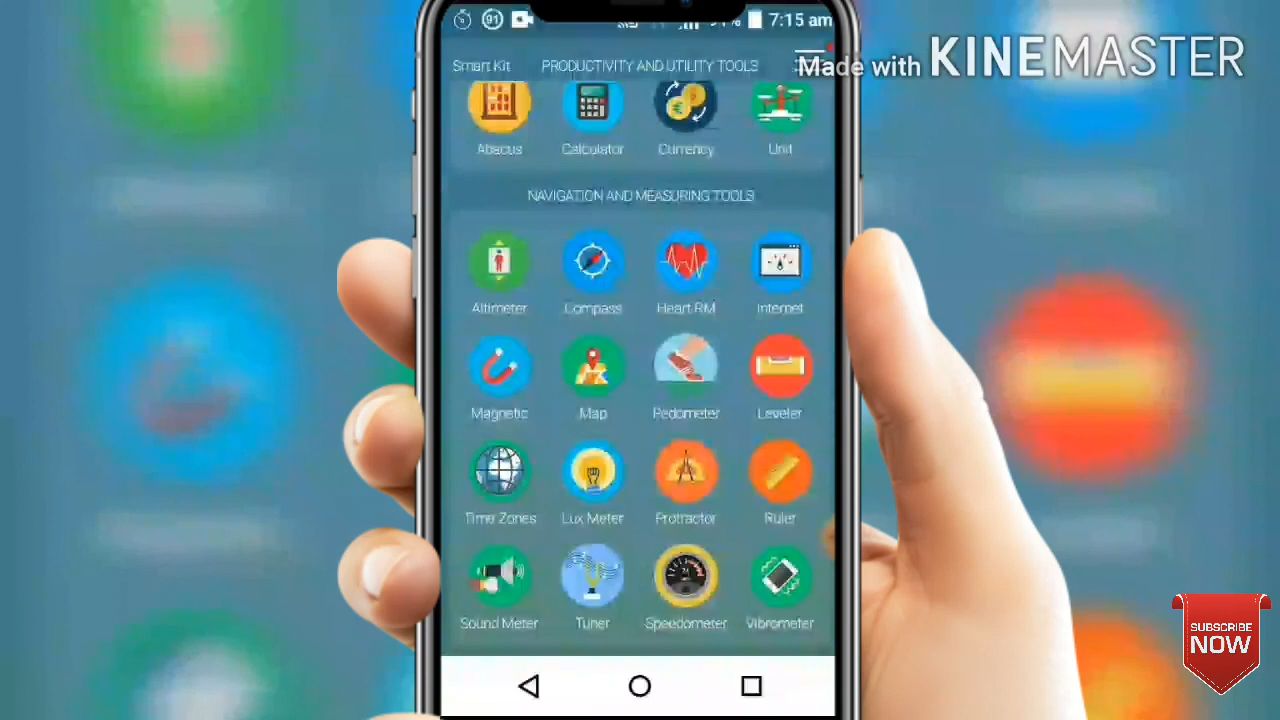 91
7:15 am
Smart Kit
PRODUCTIVITY AND UTILITY TOOLS
Made with KINEMASTER
Abacus
Calculator
Currency
Unit
NAVIGATION AND MEASURING TOOLS
Altimeter
Compass
Heart RM
Internet
Magnetic
Map
Pedometer
Leveler
Time Zones
Lux Meter
Protractor
Ruler
Sound Meter
Tuner
Speedometer
Vibrometer
SUBSCRIBE
NOW